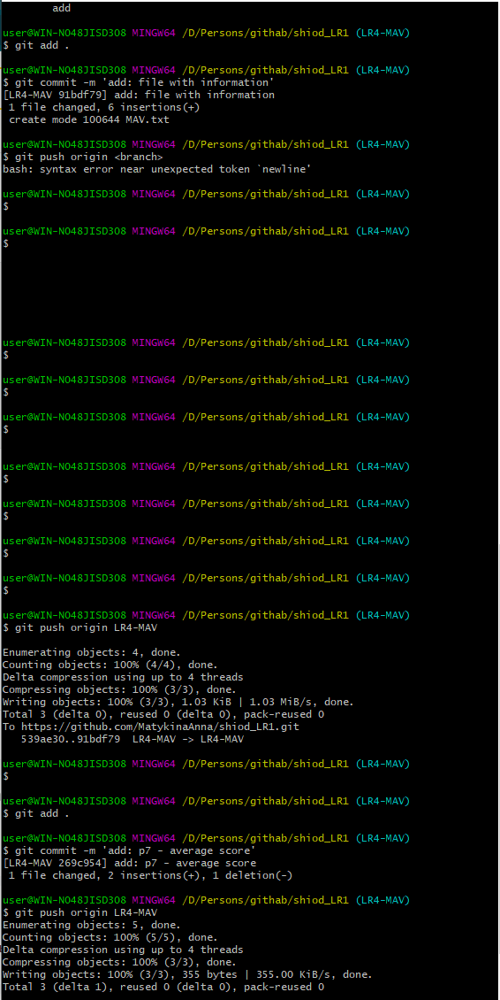 add
user@WIN-NO48JISD308 MINGW64 /D/Persons/githab/shiod_LR1 (LR4-MAV)
$ git add .
user@WIN-NO48JISD308 MINGW64 /D/Persons/githab/shiod_LR1 (LR4-MAV)
$ git commit -m 'add: file with information'
[LR4-MAV 91bdf79] add: file with information
1 file changed, 6 insertions(+)
create mode 100644 MAV.txt
user@WIN-NO48JISD308 MINGW64 /D/Persons/githab/shiod_LR1 (LR4-MAV)
$ git push origin <branch>
bash: syntax error near unexpected token `newline'
user@WIN-NO48JISD308 MINGW64 /D/Persons/githab/shiod_LR1 (LR4-MAV)
$
user@WIN-NO48JISD308 MINGW64 /D/Persons/githab/shiod_LR1 (LR4-MAV)
$
user@WIN-NO48JISD308 MINGW64 /D/Persons/githab/shiod_LR1 (LR4-MAV)
$
user@WIN-NO48JISD308 MINGW64 /D/Persons/githab/shiod_LR1 (LR4-MAV)
$
user@WIN-NO48JISD308 MINGW64 /D/Persons/githab/shiod_LR1 (LR4-MAV)
$
user@WIN-NO48JISD308 MINGW64 /D/Persons/githab/shiod_LR1 (LR4-MAV)
$
user@WIN-NO48JISD308 MINGW64 /D/Persons/githab/shiod_LR1 (LR4-MAV)
$
user@WIN-NO48JISD308 MINGW64 /D/Persons/githab/shiod_LR1 (LR4-MAV)
$
user@WIN-NO48JISD308 MINGW64 /D/Persons/githab/shiod_LR1 (LR4-MAV)
$
user@WIN-NO48JISD308 MINGW64 /D/Persons/githab/shiod_LR1 (LR4-MAV)
$ git push origin LR4-MAV
Enumerating objects: 4, done.
Counting objects: 100% (4/4), done.
Delta compression using up to 4 threads
Compressing objects: 100% (3/3), done.
Writing objects: 100% (3/3), 1.03 KiB | 1.03 MiB/s, done.
Total 3 (delta 0), reused 0 (delta 0), pack-reused 0
To https://github.com/MatykinaAnna/shiod_LR1.git
539ae30..91bdf79  LR4-MAV -> LR4-MAV
user@WIN-NO48JISD308 MINGW64 /D/Persons/githab/shiod_LR1 (LR4-MAV)
$
user@WIN-NO48JISD308 MINGW64 /D/Persons/githab/shiod_LR1 (LR4-MAV)
$ git add .
user@WIN-NO48JISD308 MINGW64 /D/Persons/githab/shiod_LR1 (LR4-MAV)
$ git commit -m 'add: p7 - average score'
[LR4-MAV 269c954] add: p7 - average score
1 file changed, 2 insertions(+), 1 deletion(-)
user@WIN-NO48JISD308 MINGW64 /D/Persons/githab/shiod_LR1 (LR4-MAV)
$ git push origin LR4-MAV
Enumerating objects: 5, done.
Counting objects: 100% (5/5), done.
Delta compression using up to 4 threads
Compressing objects: 100% (3/3), done.
Writing objects: 100% (3/3), 355 bytes | 355.00 KiB/s, done.
Total 3 (delta 1), reused 0 (delta 0), pack-reused 0